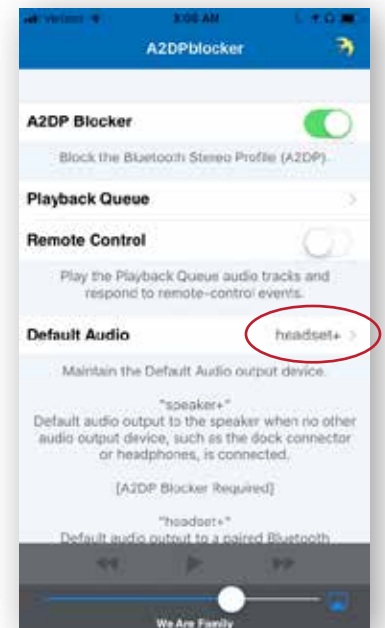 verizon
3:06 AM
A2DPblocker
A2DP Blocker
Block the Bluetooth Stereo Profile (A2DP).
Playback Queue
Remote Control
Play the Playback Queue audio tracks and
respond to remote-control events.
Default Audio
headset+
Maintain the Default Audio output device.
"speaker+"
Default audio output to the speaker when no other
audio output device, such as the dock connector
or headphones, is connected.
[A2DP Blocker Required]
"headset+"
Default audio output to a paired Bluetooth
We Are Family